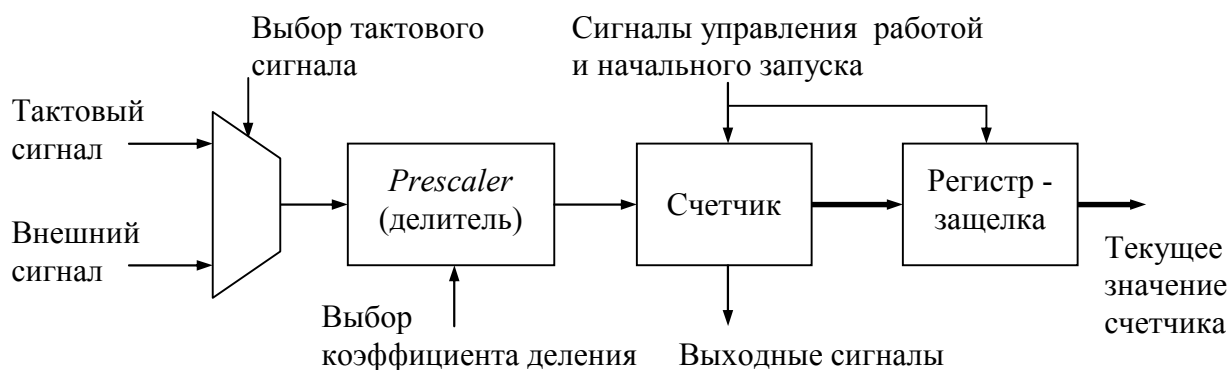 Выбор тактового
сигнала
Сигналы управления работой
и начального запуска
Тактовый
сигнал
Prescaler
(делитель)
Счетчик
Регистр -
защелка
Внешний
сигнал
Текущее
значение
счетчика
Выбор
коэффициента деления
Выходные сигналы